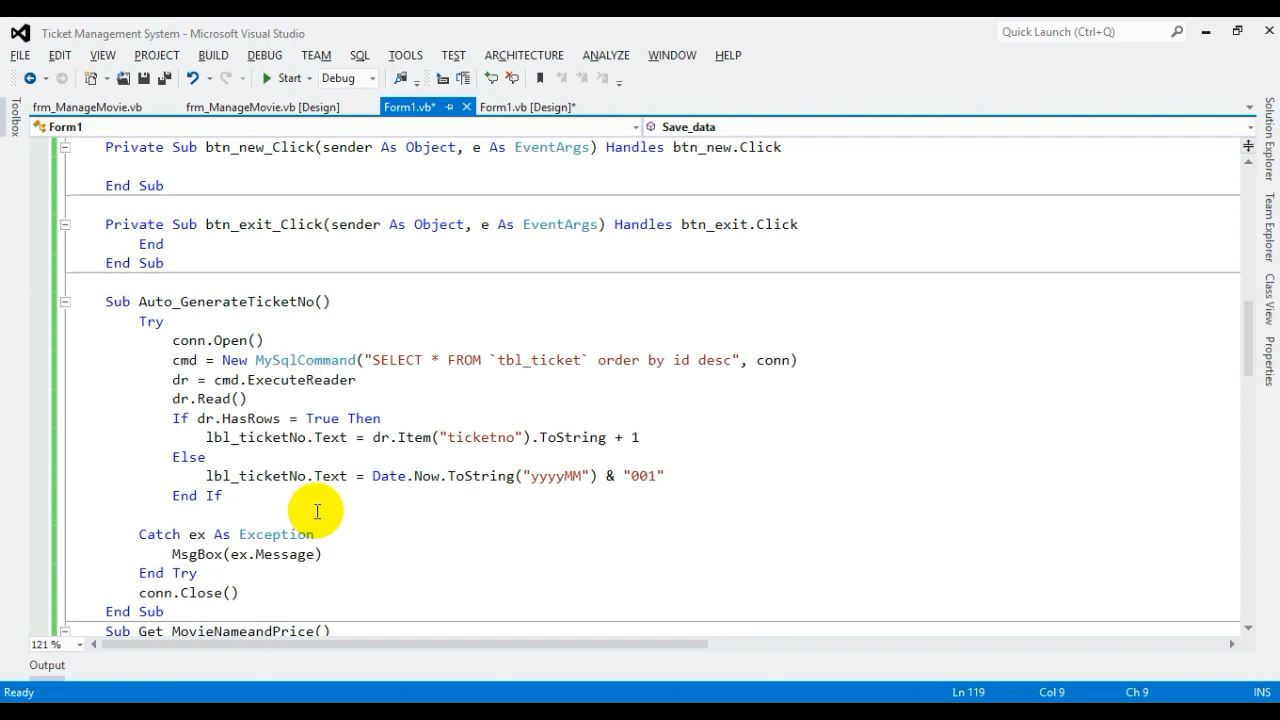 Ticket Management System - Microsoft Visual Studio
Quick Launch (Ctrl+Q)
FILE EDIT VIEW PROJECT BUILD DEBUG TEAM SQL TOOLS TEST ARCHITECTURE ANALYZE WINDOW HELP
Start Debug
frm_ManageMovie.vb frm_ManageMovie.vb [Design] Form1.vb* Form1.vb [Design]*
Form1 Save_data
Toolbox
Solution Explorer
Team Explorer
Class View
Properties
Private Sub btn_new_Click(sender As Object, e As EventArgs) Handles btn_new.Click
End Sub
Private Sub btn_exit_Click(sender As Object, e As EventArgs) Handles btn_exit.Click
End
End Sub
Sub Auto_GenerateTicketNo()
Try
conn.Open()
cmd = New MySqlCommand("SELECT * FROM `tbl_ticket` order by id desc", conn)
dr = cmd.ExecuteReader
dr.Read()
If dr.HasRows = True Then
lbl_ticketNo.Text = dr.Item("ticketno").ToString + 1
Else
lbl_ticketNo.Text = Date.Now.ToString("yyyyMM") & "001"
End If
Catch ex As Exception
MsgBox(ex.Message)
End Try
conn.Close()
End Sub
Sub Get_MovieNameandPrice()
121 %
Output
Ready Ln 119 Col 9 Ch 9 INS